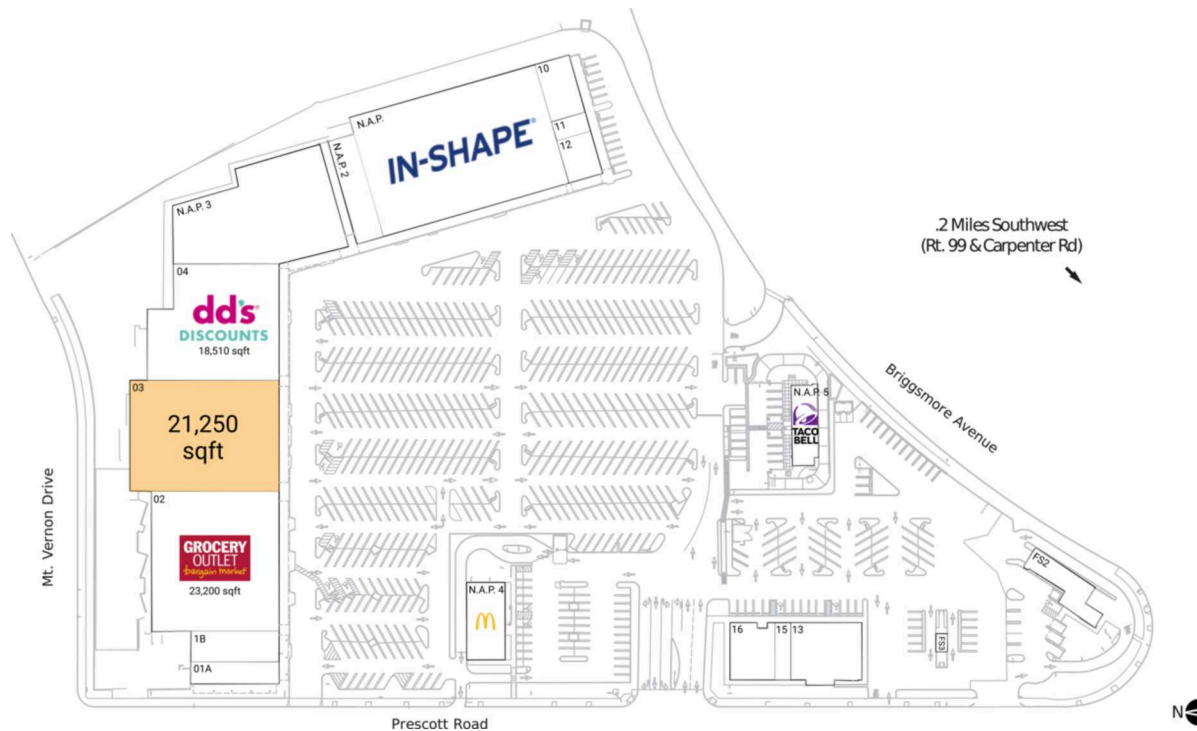 10
N.A.P.
11
IN-SHAPE
12
N.A.P. 2
N.A.P. 3
.2 Miles Southwest
(Rt. 99 & Carpenter Rd)
04
dd's
DISCOUNTS
18,510 sqft
03
21,250
sqft
Briggsmore Avenue
N.A.P. 5
TACO
BELL
Mt. Vernon Drive
02
GROCERY
OUTLET
bargain market
23,200 sqft
FS2
N.A.P. 4
1B
16
15
13
FS3
01A
N
Prescott Road